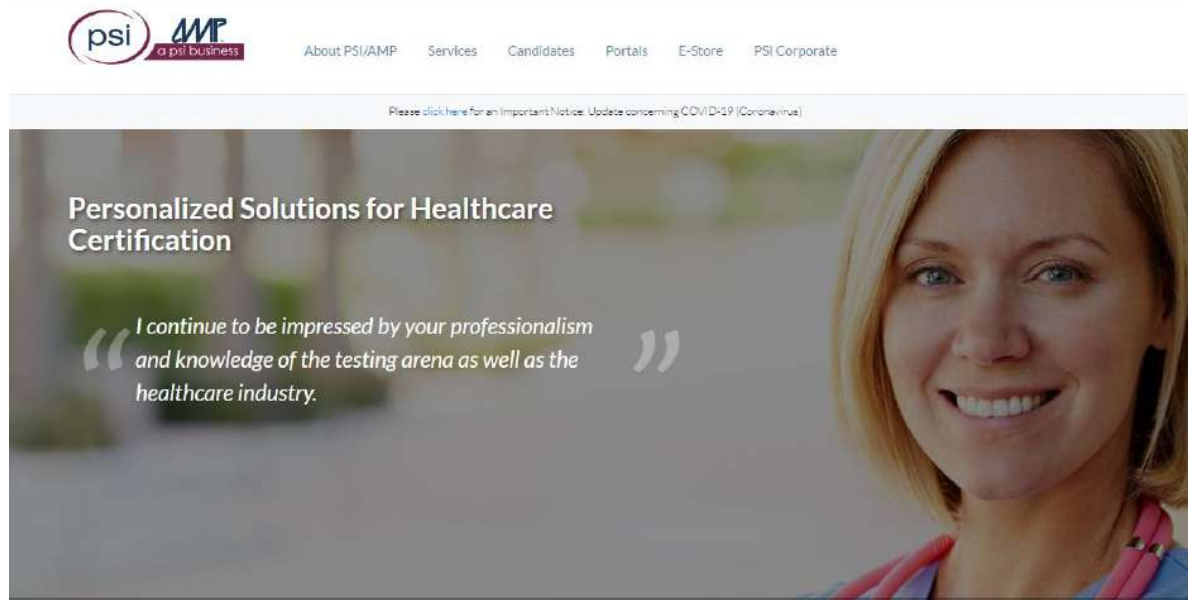 psi
AMP
a psi business
About PSI/AMP Services Candidates Portals E-Store PSI Corporate
Please click here for an Important Notice. Update concerning COVID-19 (Coronavirus)
Personalized Solutions for Healthcare
Certification
“ I continue to be impressed by your professionalism ”
and knowledge of the testing arena as well as the
healthcare industry.